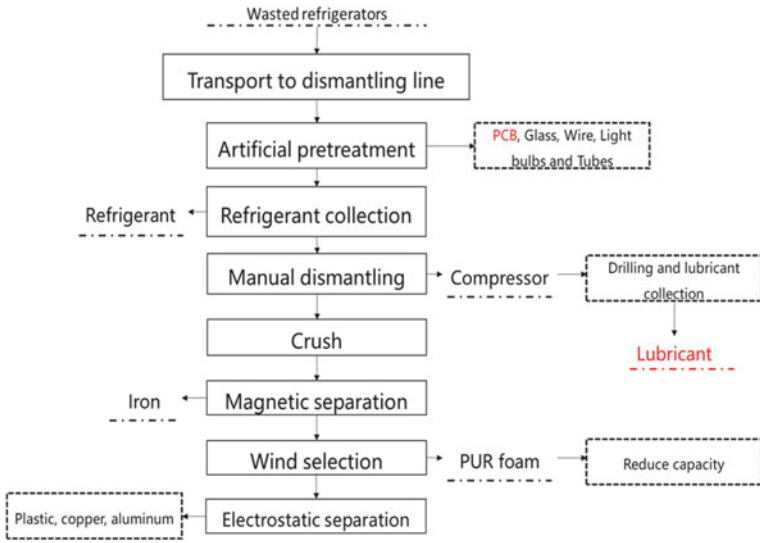 Wasted refrigerators
Transport to dismantling line
Artificial pretreatment
PCB, Glass, Wire, Light
bulbs and Tubes
Refrigerant
Refrigerant collection
Manual dismantling
Compressor
Drilling and lubricant
collection
Crush
Lubricant
Iron
Magnetic separation
Wind selection
PUR foam
Reduce capacity
Plastic, copper, aluminum
Electrostatic separation